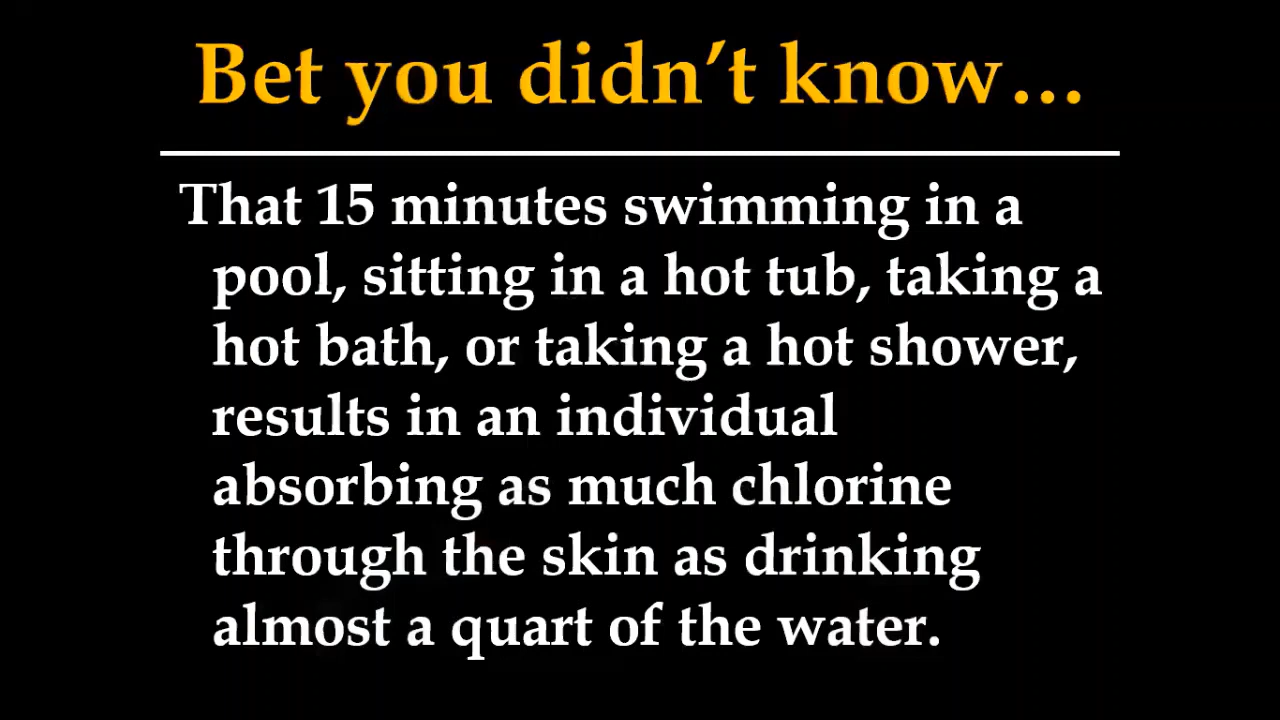 Bet you didn’t know…
That 15 minutes swimming in a
pool, sitting in a hot tub, taking a
hot bath, or taking a hot shower,
results in an individual
absorbing as much chlorine
through the skin as drinking
almost a quart of the water.